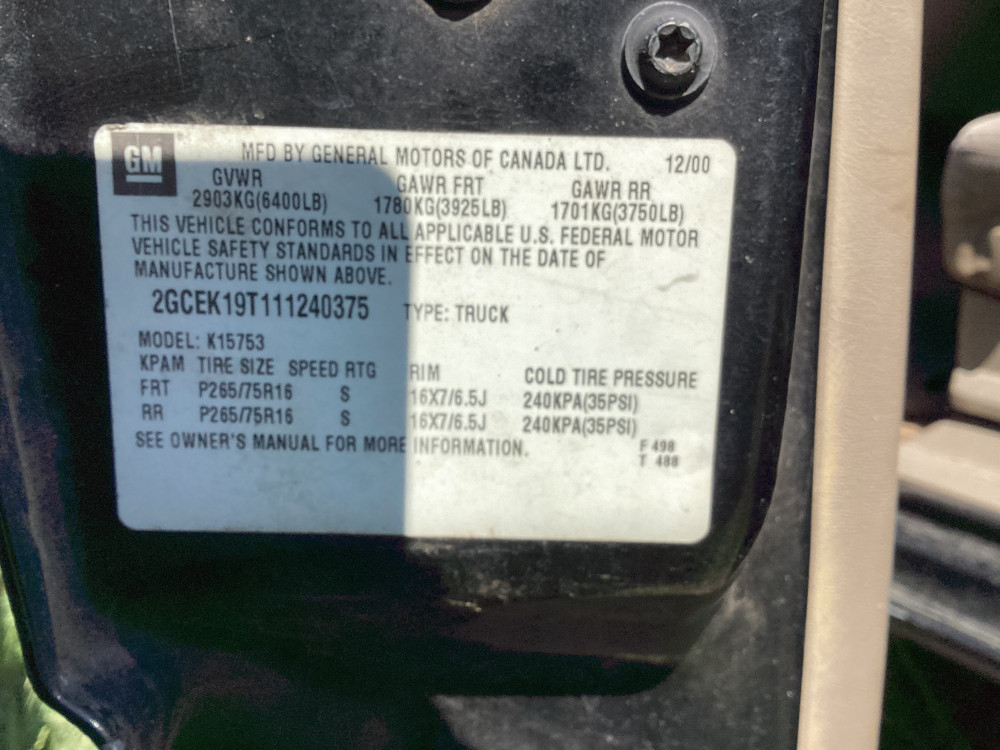 GM
MFD BY GENERAL MOTORS OF CANADA LTD. 12/00
GVWR GAWR FRT GAWR RR
2903KG(6400LB) 1780KG(3925LB) 1701KG(3750LB)
THIS VEHICLE CONFORMS TO ALL APPLICABLE U.S. FEDERAL MOTOR
VEHICLE SAFETY STANDARDS IN EFFECT ON THE DATE OF
MANUFACTURE SHOWN ABOVE.
2GCEK19T111240375 TYPE: TRUCK
MODEL: K15753
KPAM TIRE SIZE SPEED RTG RIM COLD TIRE PRESSURE
FRT P265/75R16 S 16X7/6.5J 240KPA(35PSI)
RR P265/75R16 S 16X7/6.5J 240KPA(35PSI)
SEE OWNER'S MANUAL FOR MORE INFORMATION.
F 498
T 488